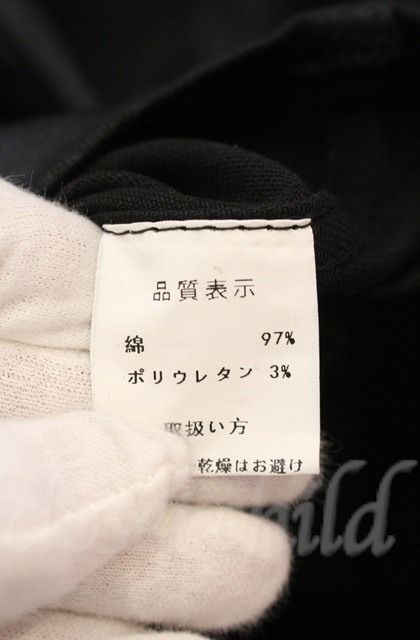 品質表示
綿 97%
ポリウレタン 3%
取扱い方
乾燥はお避け